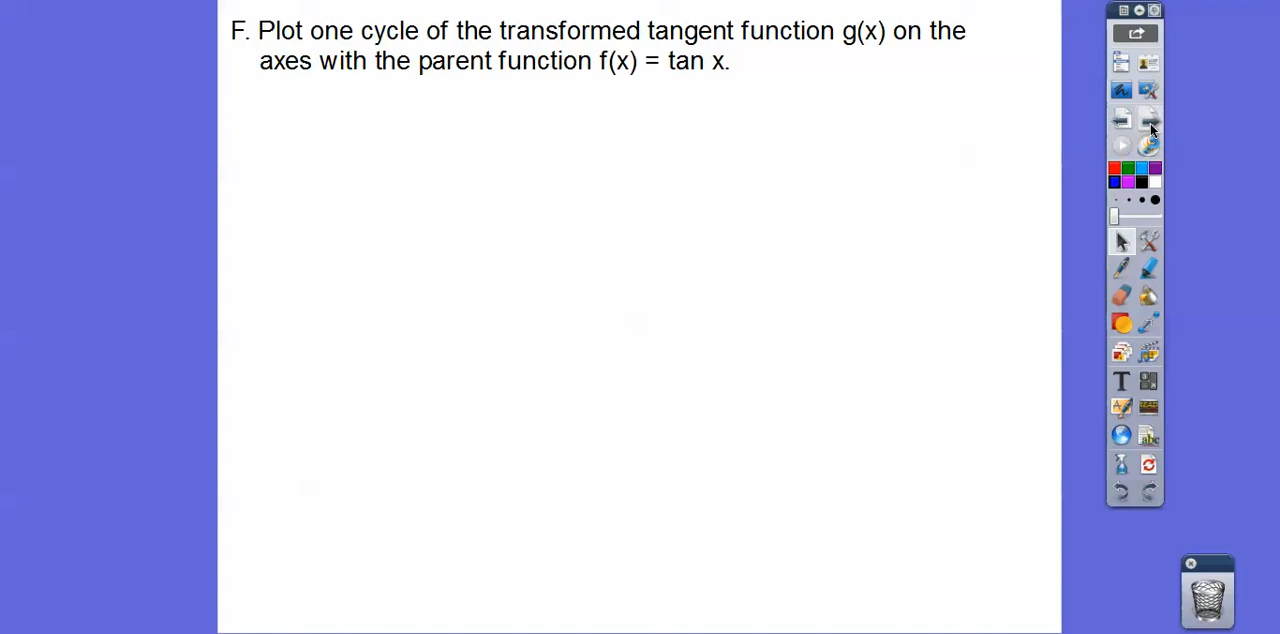 F. Plot one cycle of the transformed tangent function g(x) on the
axes with the parent function f(x) = tan x.